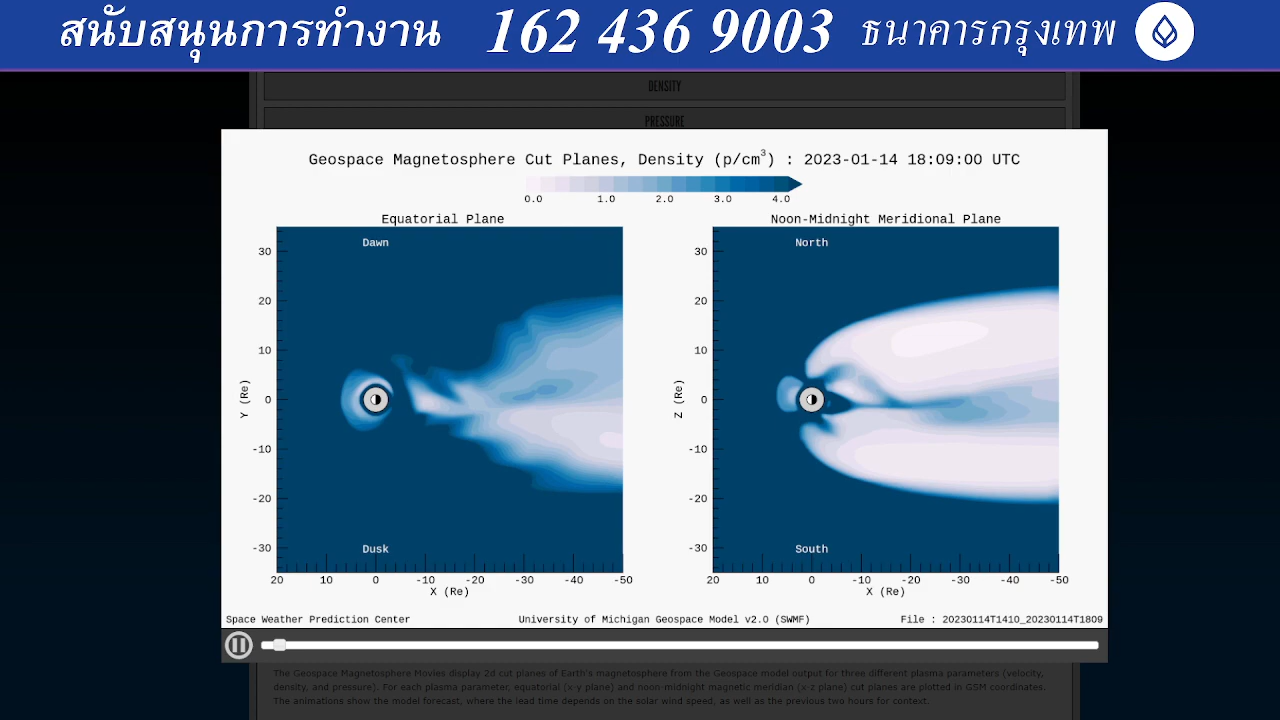 สนับสนุนการทำงาน 162 436 9003 ธนาคารกรุงเทพ
DENSITY
PRESSURE
Geospace Magnetosphere Cut Planes, Density (p/cm³) : 2023-01-14 18:09:00 UTC
0.0 1.0 2.0 3.0 4.0
Equatorial Plane
Dawn
30
20
10
0
-10
-20
-30
Y (Re)
Dusk
20 10 0 -10 -20 -30 -40 -50
X (Re)
Noon-Midnight Meridional Plane
North
30
20
10
0
-10
-20
-30
Z (Re)
South
20 10 0 -10 -20 -30 -40 -50
X (Re)
Space Weather Prediction Center University of Michigan Geospace Model v2.0 (SWMF) File : 20230114T1410_20230114T1809
The Geospace Magnetosphere Movies display 2d cut planes of Earth's magnetosphere from the Geospace model output for three different plasma parameters (velocity,
density, and pressure). For each plasma parameter, equatorial (x-y plane) and noon-midnight magnetic meridian (x-z plane) cut planes are plotted in GSM coordinates.
The animations show the model forecast, where the lead time depends on the solar wind speed, as well as the previous two hours for context.